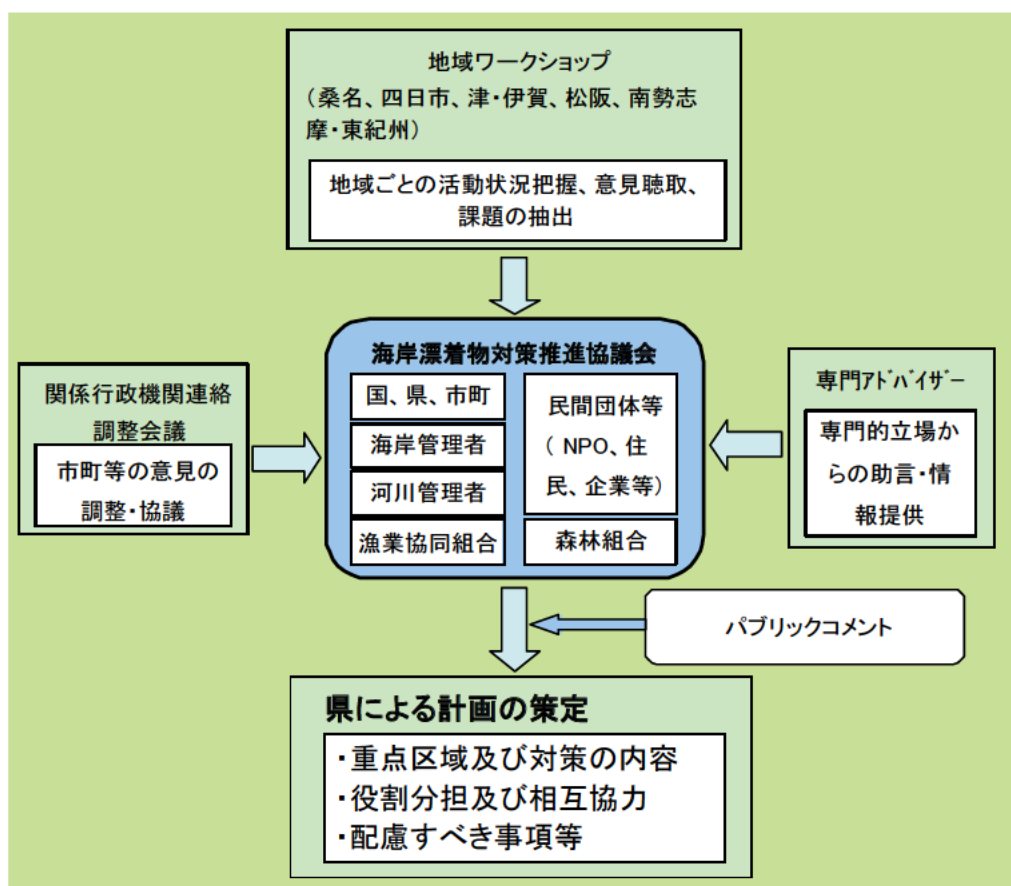 地域ワークショップ
（桑名、四日市、津・伊賀、松阪、南勢志
摩・東紀州）
地域ごとの活動状況把握、意見聴取、
課題の抽出
海岸漂着物対策推進協議会
国、県、市町
海岸管理者
河川管理者
漁業協同組合
民間団体等
（ NPO、住
民、企業等）
森林組合
関係行政機関連絡
調整会議
市町等の意見の
調整・協議
専門ｱﾄﾞﾊﾞｲｻﾞｰ
専門的立場か
らの助言・情
報提供
パブリックコメント
県による計画の策定
・重点区域及び対策の内容
・役割分担及び相互協力
・配慮すべき事項等